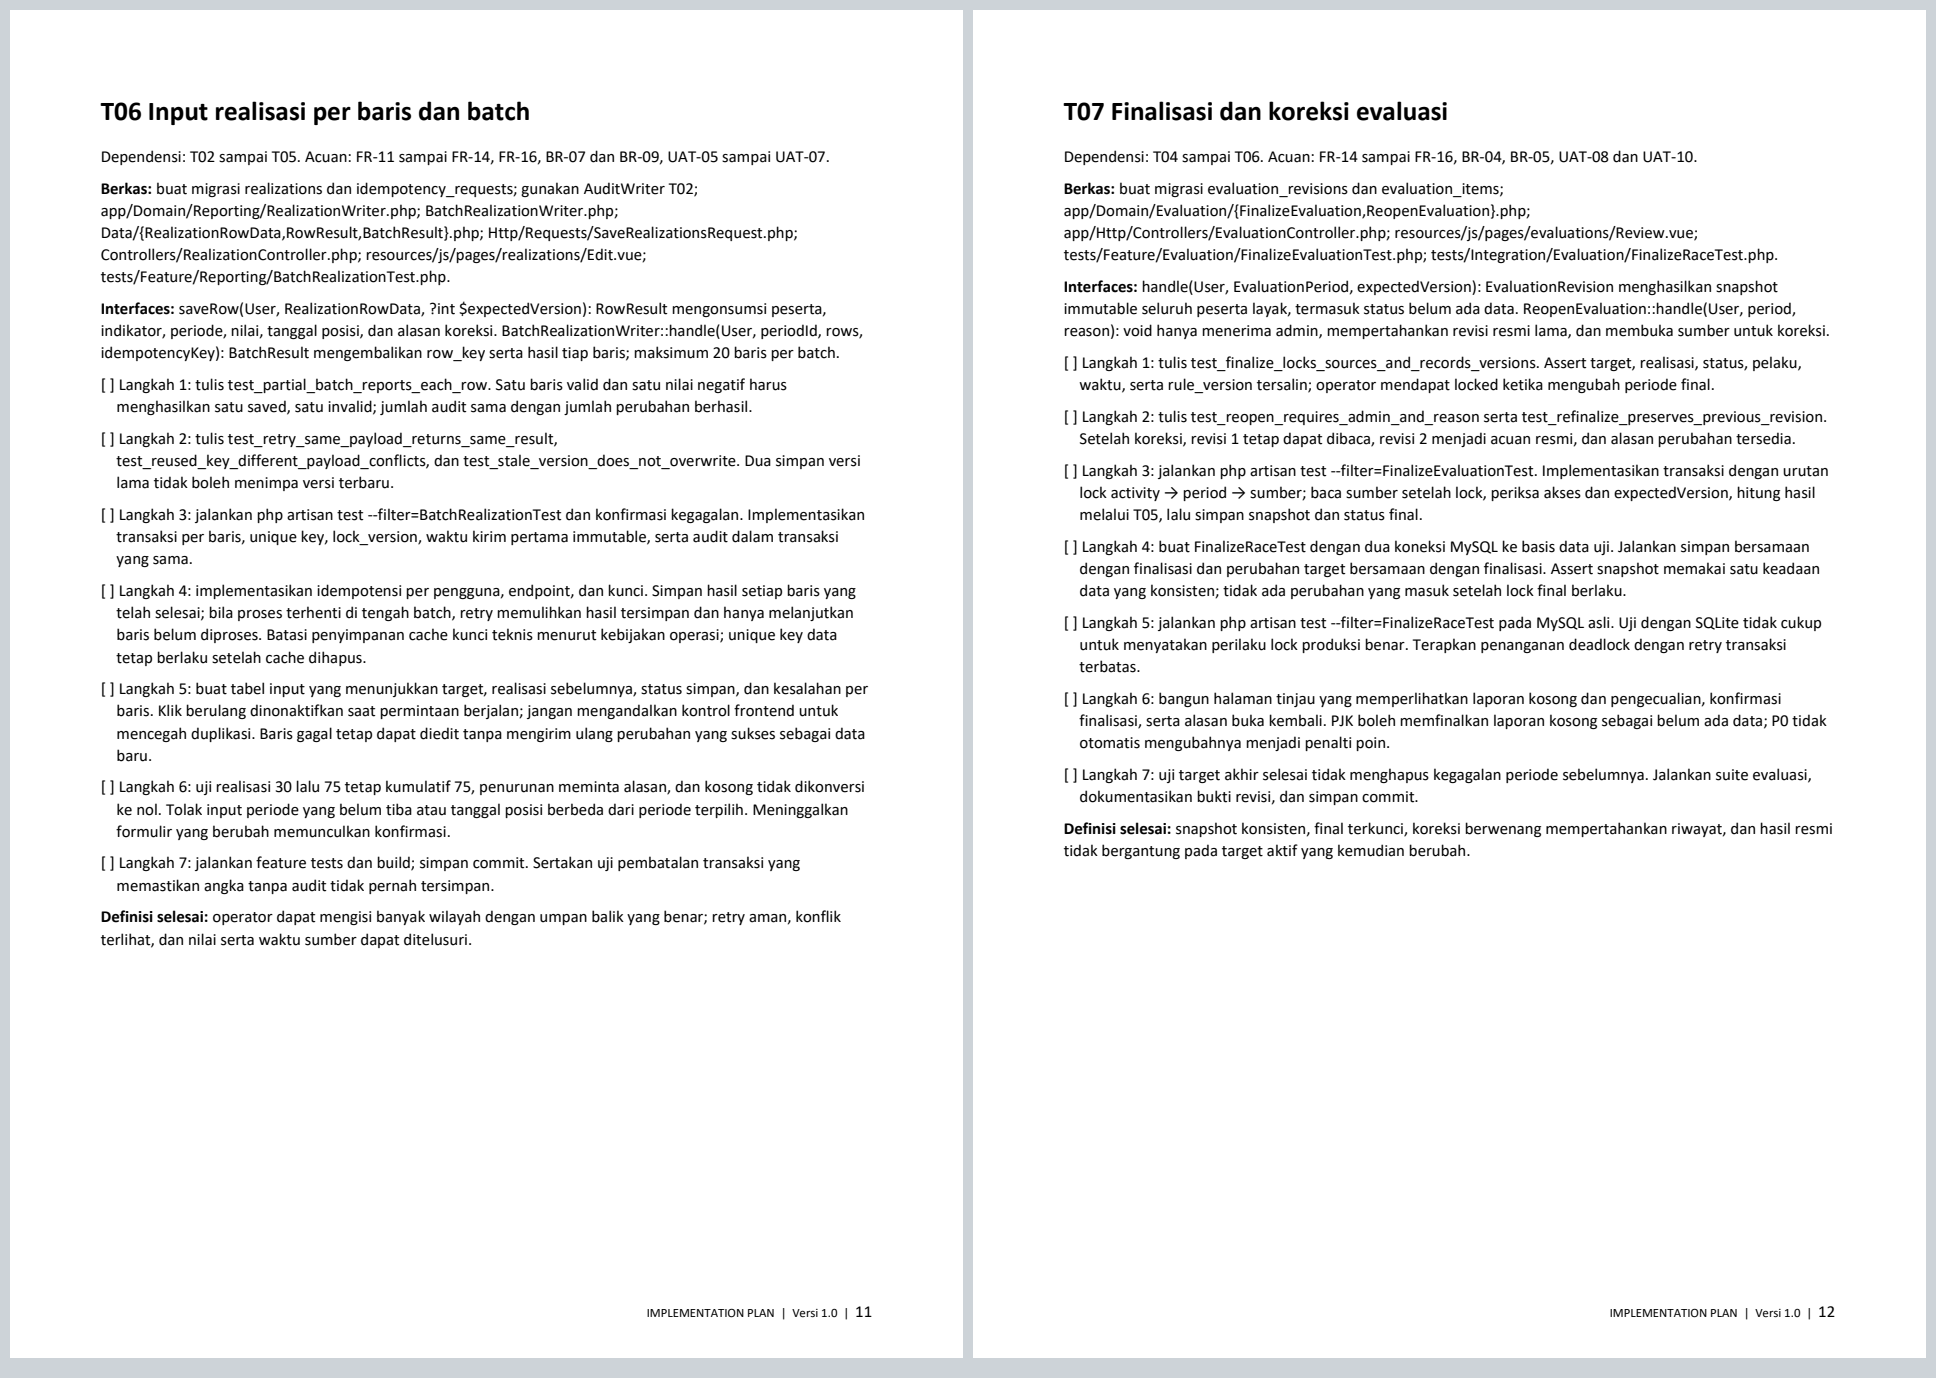 T06 Input realisasi per baris dan batch
Dependensi: T02 sampai T05. Acuan: FR-11 sampai FR-14, FR-16, BR-07 dan BR-09, UAT-05 sampai UAT-07.
Berkas: buat migrasi realizations dan idempotency_requests; gunakan AuditWriter T02;
app/Domain/Reporting/RealizationWriter.php; BatchRealizationWriter.php;
Data/{RealizationRowData,RowResult,BatchResult}.php; Http/Requests/SaveRealizationsRequest.php;
Controllers/RealizationController.php; resources/js/pages/realizations/Edit.vue;
tests/Feature/Reporting/BatchRealizationTest.php.
Interfaces: saveRow(User, RealizationRowData, ?int $expectedVersion): RowResult mengonsumsi peserta,
indikator, periode, nilai, tanggal posisi, dan alasan koreksi. BatchRealizationWriter::handle(User, periodId, rows,
idempotencyKey): BatchResult mengembalikan row_key serta hasil tiap baris; maksimum 20 baris per batch.
[ ] Langkah 1: tulis test_partial_batch_reports_each_row. Satu baris valid dan satu nilai negatif harus
menghasilkan satu saved, satu invalid; jumlah audit sama dengan jumlah perubahan berhasil.
[ ] Langkah 2: tulis test_retry_same_payload_returns_same_result,
test_reused_key_different_payload_conflicts, dan test_stale_version_does_not_overwrite. Dua simpan versi
lama tidak boleh menimpa versi terbaru.
[ ] Langkah 3: jalankan php artisan test --filter=BatchRealizationTest dan konfirmasi kegagalan. Implementasikan
transaksi per baris, unique key, lock_version, waktu kirim pertama immutable, serta audit dalam transaksi
yang sama.
[ ] Langkah 4: implementasikan idempotensi per pengguna, endpoint, dan kunci. Simpan hasil setiap baris yang
telah selesai; bila proses terhenti di tengah batch, retry memulihkan hasil tersimpan dan hanya melanjutkan
baris belum diproses. Batasi penyimpanan cache kunci teknis menurut kebijakan operasi; unique key data
tetap berlaku setelah cache dihapus.
[ ] Langkah 5: buat tabel input yang menunjukkan target, realisasi sebelumnya, status simpan, dan kesalahan per
baris. Klik berulang dinonaktifkan saat permintaan berjalan; jangan mengandalkan kontrol frontend untuk
mencegah duplikasi. Baris gagal tetap dapat diedit tanpa mengirim ulang perubahan yang sukses sebagai data
baru.
[ ] Langkah 6: uji realisasi 30 lalu 75 tetap kumulatif 75, penurunan meminta alasan, dan kosong tidak dikonversi
ke nol. Tolak input periode yang belum tiba atau tanggal posisi berbeda dari periode terpilih. Meninggalkan
formulir yang berubah memunculkan konfirmasi.
[ ] Langkah 7: jalankan feature tests dan build; simpan commit. Sertakan uji pembatalan transaksi yang
memastikan angka tanpa audit tidak pernah tersimpan.
Definisi selesai: operator dapat mengisi banyak wilayah dengan umpan balik yang benar; retry aman, konflik
terlihat, dan nilai serta waktu sumber dapat ditelusuri.
IMPLEMENTATION PLAN | Versi 1.0 | 11
T07 Finalisasi dan koreksi evaluasi
Dependensi: T04 sampai T06. Acuan: FR-14 sampai FR-16, BR-04, BR-05, UAT-08 dan UAT-10.
Berkas: buat migrasi evaluation_revisions dan evaluation_items;
app/Domain/Evaluation/{FinalizeEvaluation,ReopenEvaluation}.php;
app/Http/Controllers/EvaluationController.php; resources/js/pages/evaluations/Review.vue;
tests/Feature/Evaluation/FinalizeEvaluationTest.php; tests/Integration/Evaluation/FinalizeRaceTest.php.
Interfaces: handle(User, EvaluationPeriod, expectedVersion): EvaluationRevision menghasilkan snapshot
immutable seluruh peserta layak, termasuk status belum ada data. ReopenEvaluation::handle(User, period,
reason): void hanya menerima admin, mempertahankan revisi resmi lama, dan membuka sumber untuk koreksi.
[ ] Langkah 1: tulis test_finalize_locks_sources_and_records_versions. Assert target, realisasi, status, pelaku,
waktu, serta rule_version tersalin; operator mendapat locked ketika mengubah periode final.
[ ] Langkah 2: tulis test_reopen_requires_admin_and_reason serta test_refinalize_preserves_previous_revision.
Setelah koreksi, revisi 1 tetap dapat dibaca, revisi 2 menjadi acuan resmi, dan alasan perubahan tersedia.
[ ] Langkah 3: jalankan php artisan test --filter=FinalizeEvaluationTest. Implementasikan transaksi dengan urutan
lock activity → period → sumber; baca sumber setelah lock, periksa akses dan expectedVersion, hitung hasil
melalui T05, lalu simpan snapshot dan status final.
[ ] Langkah 4: buat FinalizeRaceTest dengan dua koneksi MySQL ke basis data uji. Jalankan simpan bersamaan
dengan finalisasi dan perubahan target bersamaan dengan finalisasi. Assert snapshot memakai satu keadaan
data yang konsisten; tidak ada perubahan yang masuk setelah lock final berlaku.
[ ] Langkah 5: jalankan php artisan test --filter=FinalizeRaceTest pada MySQL asli. Uji dengan SQLite tidak cukup
untuk menyatakan perilaku lock produksi benar. Terapkan penanganan deadlock dengan retry transaksi
terbatas.
[ ] Langkah 6: bangun halaman tinjau yang memperlihatkan laporan kosong dan pengecualian, konfirmasi
finalisasi, serta alasan buka kembali. PJK boleh memfinalkan laporan kosong sebagai belum ada data; P0 tidak
otomatis mengubahnya menjadi penalti poin.
[ ] Langkah 7: uji target akhir selesai tidak menghapus kegagalan periode sebelumnya. Jalankan suite evaluasi,
dokumentasikan bukti revisi, dan simpan commit.
Definisi selesai: snapshot konsisten, final terkunci, koreksi berwenang mempertahankan riwayat, dan hasil resmi
tidak bergantung pada target aktif yang kemudian berubah.
IMPLEMENTATION PLAN | Versi 1.0 | 12